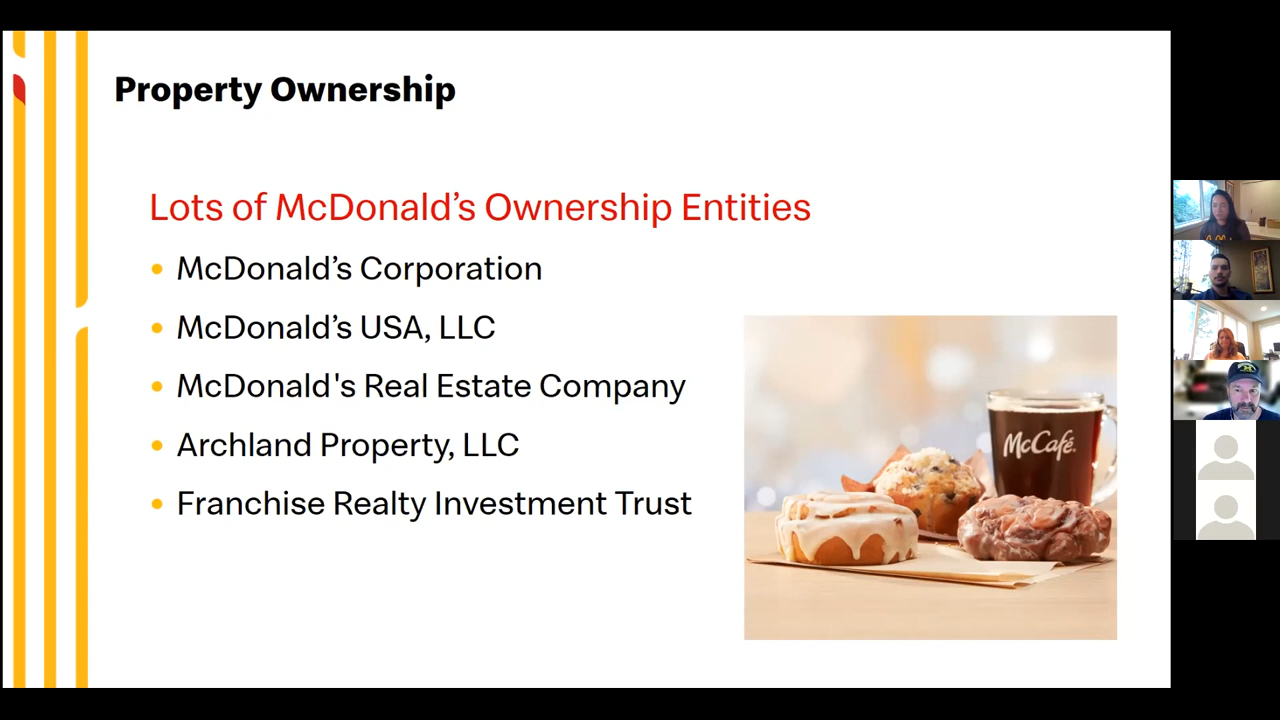 Property Ownership
Lots of McDonald’s Ownership Entities
• McDonald’s Corporation
• McDonald’s USA, LLC
• McDonald's Real Estate Company
• Archland Property, LLC
• Franchise Realty Investment Trust
McCafé